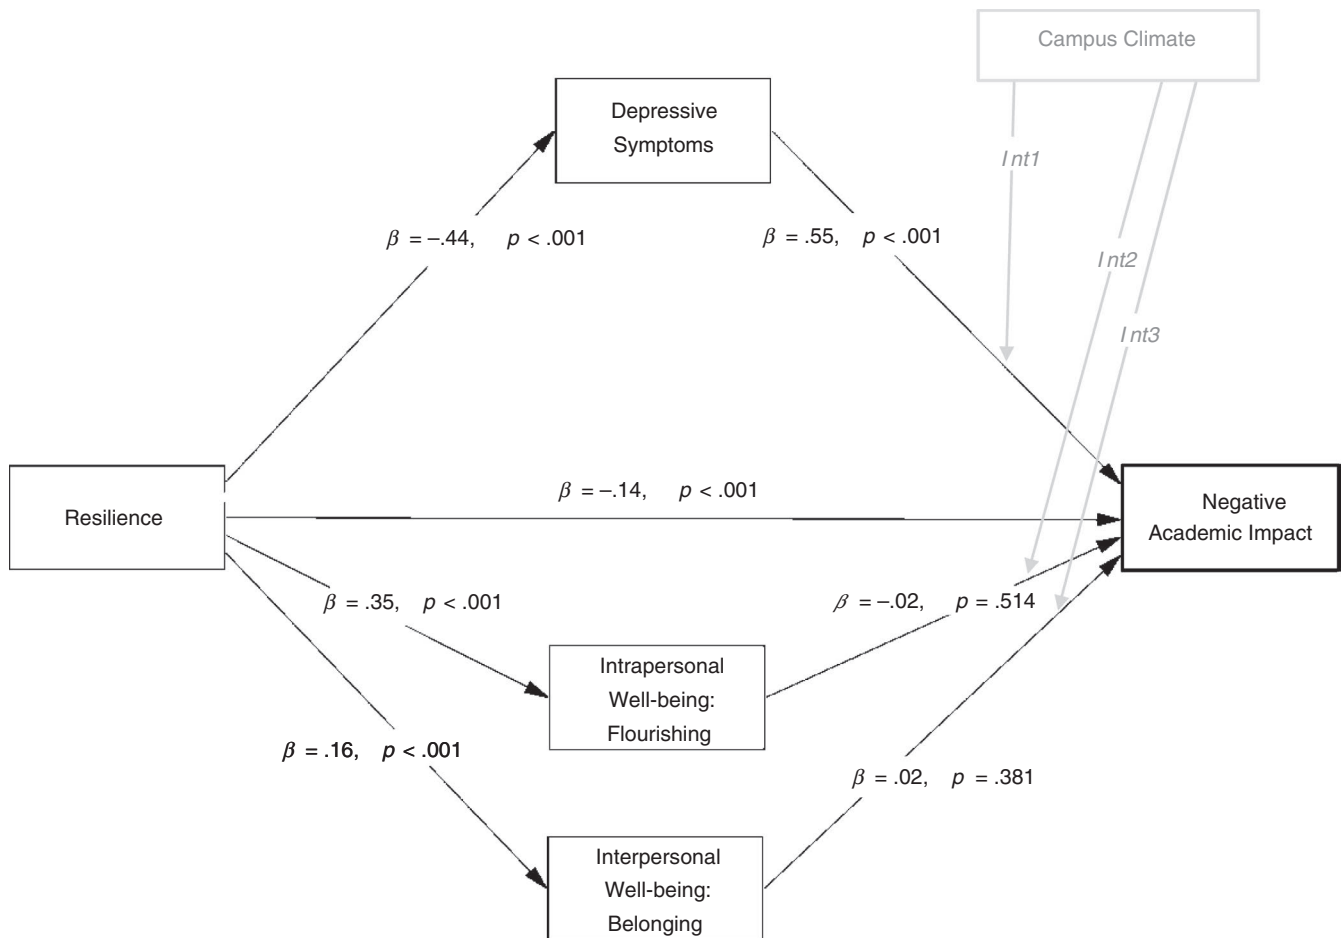 Campus Climate
Depressive
Symptoms
Int1
β = –.44, p < .001
β = .55, p < .001
Int2
Int3
Resilience
β = –.14, p < .001
Negative
Academic Impact
β = .35, p < .001
β = –.02, p = .514
Intrapersonal
Well-being:
Flourishing
β = .16, p < .001
β = .02, p = .381
Interpersonal
Well-being:
Belonging